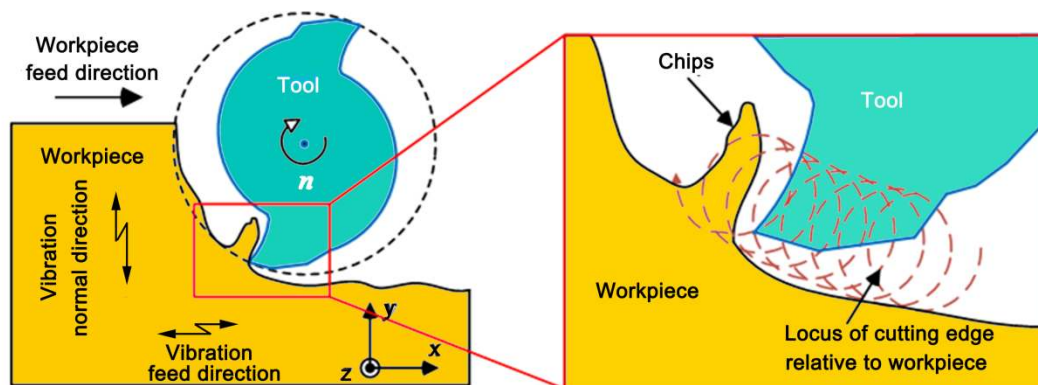 Workpiece
feed direction
Tool
n
Workpiece
Vibration
normal direction
Vibration
feed direction
y
x
z
Chips
Tool
Workpiece
Locus of cutting edge
relative to workpiece